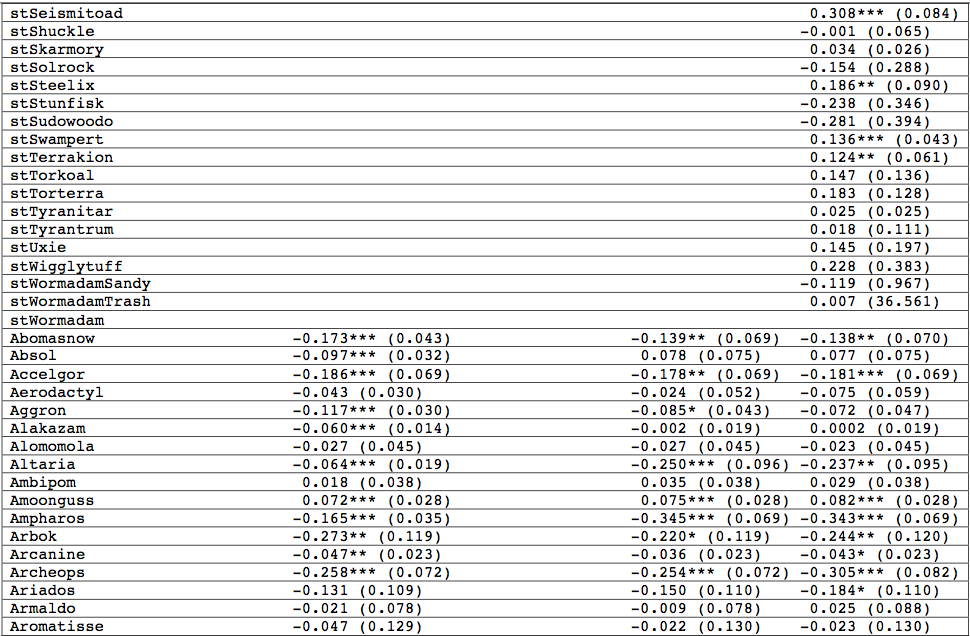 stSeismitoad 0.308*** (0.084)
stShuckle -0.001 (0.065)
stSkarmory 0.034 (0.026)
stSolrock -0.154 (0.288)
stSteelix 0.186** (0.090)
stStunfisk -0.238 (0.346)
stSudowoodo -0.281 (0.394)
stSwampert 0.136*** (0.043)
stTerrakion 0.124** (0.061)
stTorkoal 0.147 (0.136)
stTorterra 0.183 (0.128)
stTyranitar 0.025 (0.025)
stTyrantrum 0.018 (0.111)
stUxie 0.145 (0.197)
stWigglytuff 0.228 (0.383)
stWormadamSandy -0.119 (0.967)
stWormadamTrash 0.007 (36.561)
stWormadam
Abomasnow -0.173*** (0.043) -0.139** (0.069) -0.138** (0.070)
Absol -0.097*** (0.032) 0.078 (0.075) 0.077 (0.075)
Accelgor -0.186*** (0.069) -0.178** (0.069) -0.181*** (0.069)
Aerodactyl -0.043 (0.030) -0.024 (0.052) -0.075 (0.059)
Aggron -0.117*** (0.030) -0.085* (0.043) -0.072 (0.047)
Alakazam -0.060*** (0.014) -0.002 (0.019) 0.0002 (0.019)
Alomomola -0.027 (0.045) -0.027 (0.045) -0.023 (0.045)
Altaria -0.064*** (0.019) -0.250*** (0.096) -0.237** (0.095)
Ambipom 0.018 (0.038) 0.035 (0.038) 0.029 (0.038)
Amoonguss 0.072*** (0.028) 0.075*** (0.028) 0.082*** (0.028)
Ampharos -0.165*** (0.035) -0.345*** (0.069) -0.343*** (0.069)
Arbok -0.273** (0.119) -0.220* (0.119) -0.244** (0.120)
Arcanine -0.047** (0.023) -0.036 (0.023) -0.043* (0.023)
Archeops -0.258*** (0.072) -0.254*** (0.072) -0.305*** (0.082)
Ariados -0.131 (0.109) -0.150 (0.110) -0.184* (0.110)
Armaldo -0.021 (0.078) -0.009 (0.078) 0.025 (0.088)
Aromatisse -0.047 (0.129) -0.022 (0.130) -0.023 (0.130)